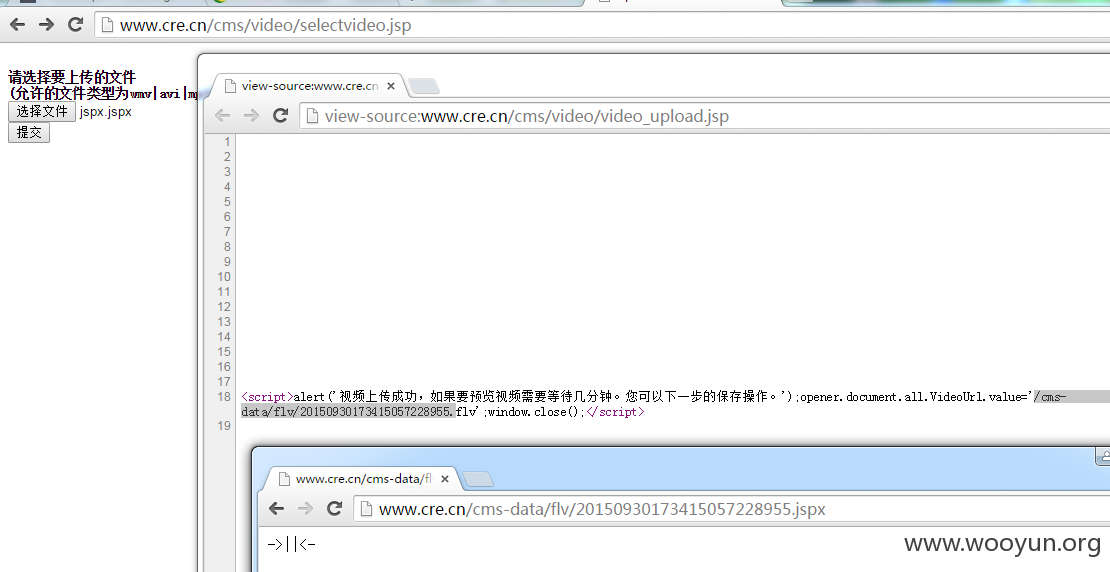 www.cre.cn/cms/video/selectvideo.jsp
请选择要上传的文件
(允许的文件类型为wmv|avi|mp
选择文件 jspx.jspx
提交
view-source:www.cre.cn
view-source:www.cre.cn/cms/video/video_upload.jsp
1
2
3
4
5
6
7
8
9
10
11
12
13
14
15
16
17
18 <script>alert('视频上传成功，如果要预览视频需要等待几分钟。您可以下一步的保存操作。');opener.document.all.VideoUrl.value='/cms-
data/flv/20150930173415057228955.flv';window.close();</script>
19
www.cre.cn/cms-data/fl
www.cre.cn/cms-data/flv/20150930173415057228955.jspx
->||<-
www.wooyun.org